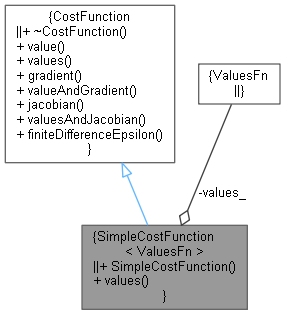 {CostFunction
||+ ~CostFunction()
+ value()
+ values()
+ gradient()
+ valueAndGradient()
+ jacobian()
+ valuesAndJacobian()
+ finiteDifferenceEpsilon()
}
{ValuesFn
||}
-values_
{SimpleCostFunction
< ValuesFn >
||+ SimpleCostFunction()
+ values()
}